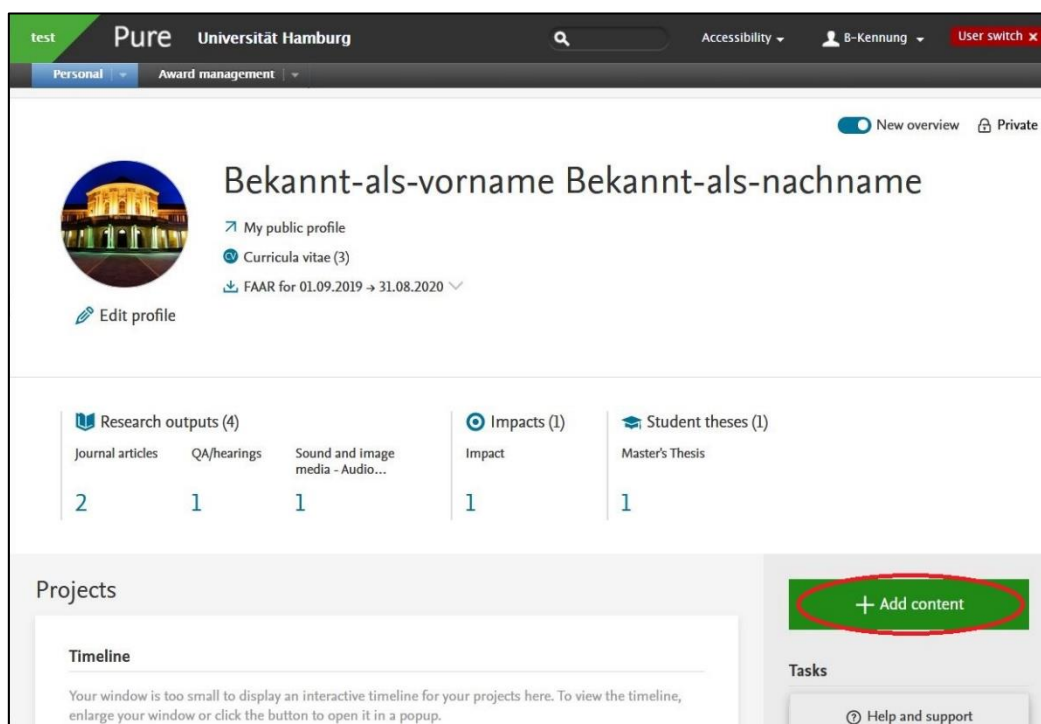 test
Pure Universität Hamburg
Accessibility
B-Kennung
User switch x
Personal
Award management
New overview
Private
Bekannt-als-vorname Bekannt-als-nachname
My public profile
CV Curricula vitae (3)
FAAR for 01.09.2019 → 31.08.2020
Edit profile
Research outputs (4)
Journal articles
2
QA/hearings
1
Sound and image
media - Audio...
1
Impacts (1)
Impact
1
Student theses (1)
Master's Thesis
1
Projects
Timeline
Your window is too small to display an interactive timeline for your projects here. To view the timeline,
enlarge your window or click the button to open it in a popup.
+ Add content
Tasks
? Help and support